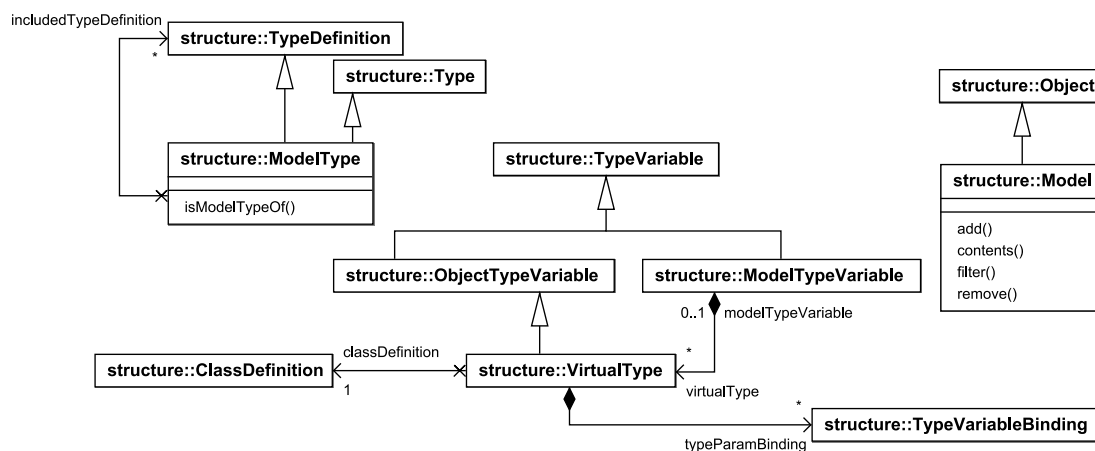 includedTypeDefinition
structure::TypeDefinition
*
structure::Type
structure::Object
structure::ModelType
isModelTypeOf()
structure::TypeVariable
structure::Model
add()
contents()
filter()
remove()
structure::ObjectTypeVariable
structure::ModelTypeVariable
0..1
modelTypeVariable
classDefinition
*
structure::ClassDefinition
structure::VirtualType
1
virtualType
*
structure::TypeVariableBinding
typeParamBinding